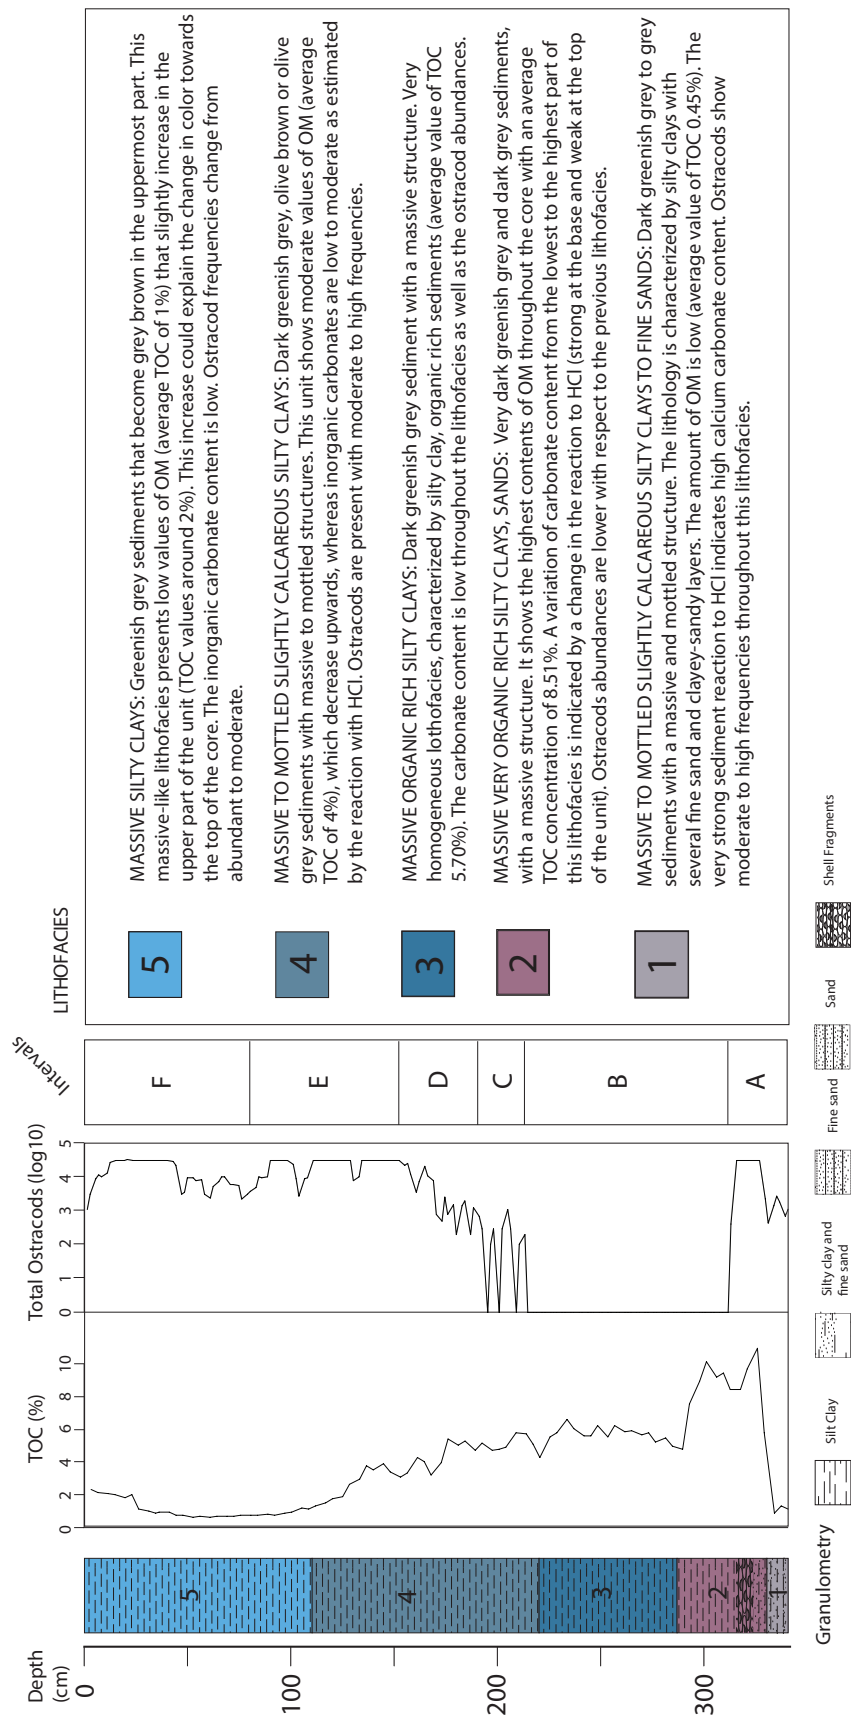 LITHOFACIES
5
MASSIVE SILTY CLAYS: Greenish grey sediments that become grey brown in the uppermost part. This
massive-like lithofacies presents low values of OM (average TOC of 1%) that slightly increase in the
upper part of the unit (TOC values around 2%). This increase could explain the change in color towards
the top of the core. The inorganic carbonate content is low. Ostracod frequencies change from
abundant to moderate.
4
MASSIVE TO MOTTLED SLIGHTLY CALCAREOUS SILTY CLAYS: Dark greenish grey, olive brown or olive
grey sediments with massive to mottled structures. This unit shows moderate values of OM (average
TOC of 4%), which decrease upwards, whereas inorganic carbonates are low to moderate as estimated
by the reaction with HCl. Ostracods are present with moderate to high frequencies.
3
MASSIVE ORGANIC RICH SILTY CLAYS: Dark greenish grey sediment with a massive structure. Very
homogeneous lothofacies, characterized by silty clay, organic rich sediments (average value of TOC
5.70%). The carbonate content is low throughout the lithofacies as well as the ostracod abundances.
2
MASSIVE VERY ORGANIC RICH SILTY CLAYS, SANDS: Very dark greenish grey and dark grey sediments,
with a massive structure. It shows the highest contents of OM throughout the core with an average
TOC concentration of 8.51%. A variation of carbonate content from the lowest to the highest part of
this lithofacies is indicated by a change in the reaction to HCl (strong at the base and weak at the top
of the unit). Ostracods abundances are lower with respect to the previous lithofacies.
1
MASSIVE TO MOTTLED SLIGHTLY CALCAREOUS SILTY CLAYS TO FINE SANDS: Dark greenish grey to grey
sediments with a massive and mottled structure. The lithology is characterized by silty clays with
several fine sand and clayey-sandy layers. The amount of OM is low (average value of TOC 0.45%). The
very strong sediment reaction to HCl indicates high calcium carbonate content. Ostracods show
moderate to high frequencies throughout this lithofacies.
Intervals
F
E
D
C
B
A
Total Ostracods (log10)
0 1 2 3 4 5
TOC (%)
0 2 4 6 8 10
5
4
3
2
1
Depth
(cm)
0
100
200
300
Granulometry
Silt Clay
Silty clay and
fine sand
Fine sand
Sand
Shell Fragments